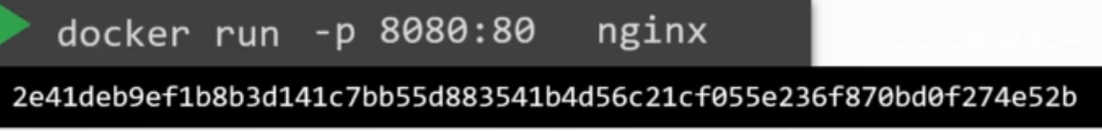 docker run -p 8080:80 nginx
2e41deb9ef1b8b3d141c7bb55d883541b4d56c21cf055e236f870bd0f274e52b